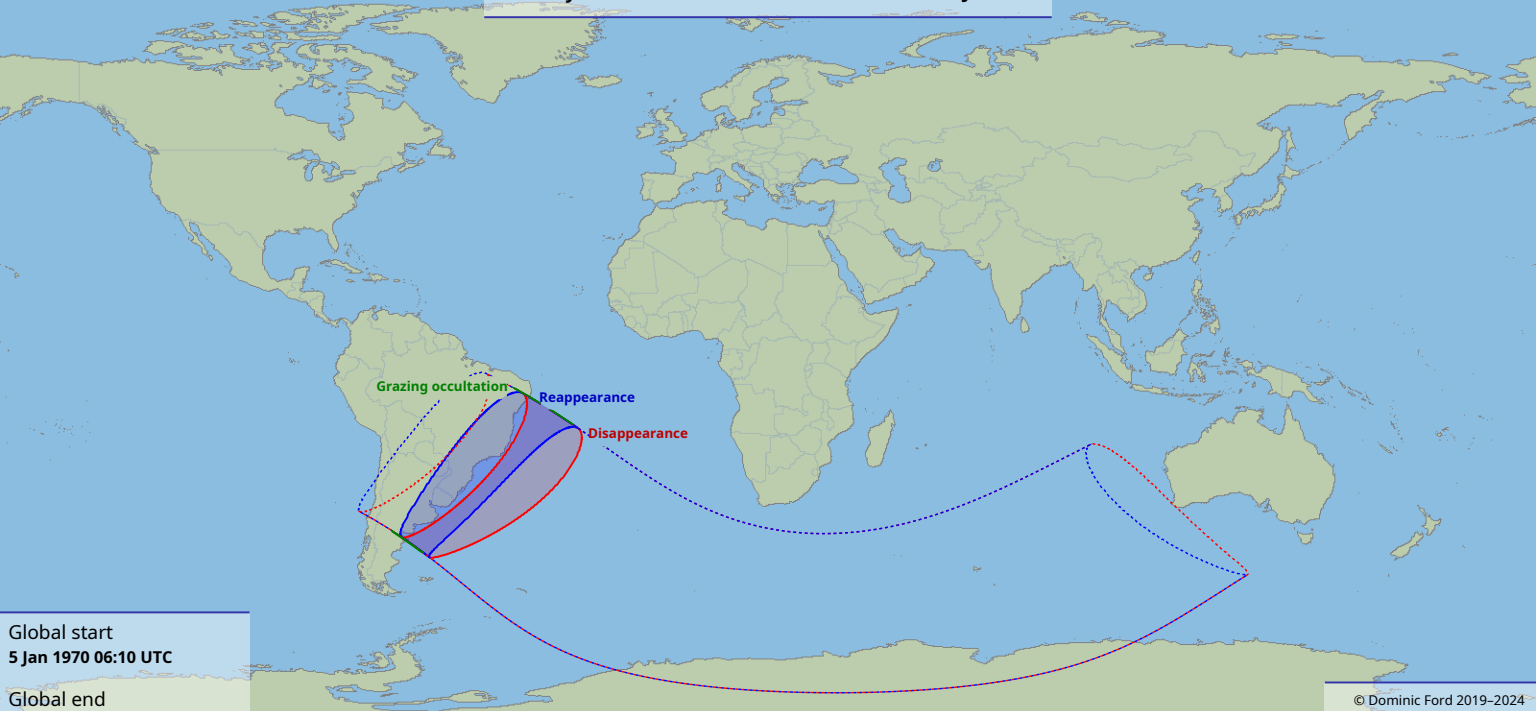 Grazing occultation
Reappearance
Disappearance
Global start
5 Jan 1970 06:10 UTC
Global end
© Dominic Ford 2019–2024